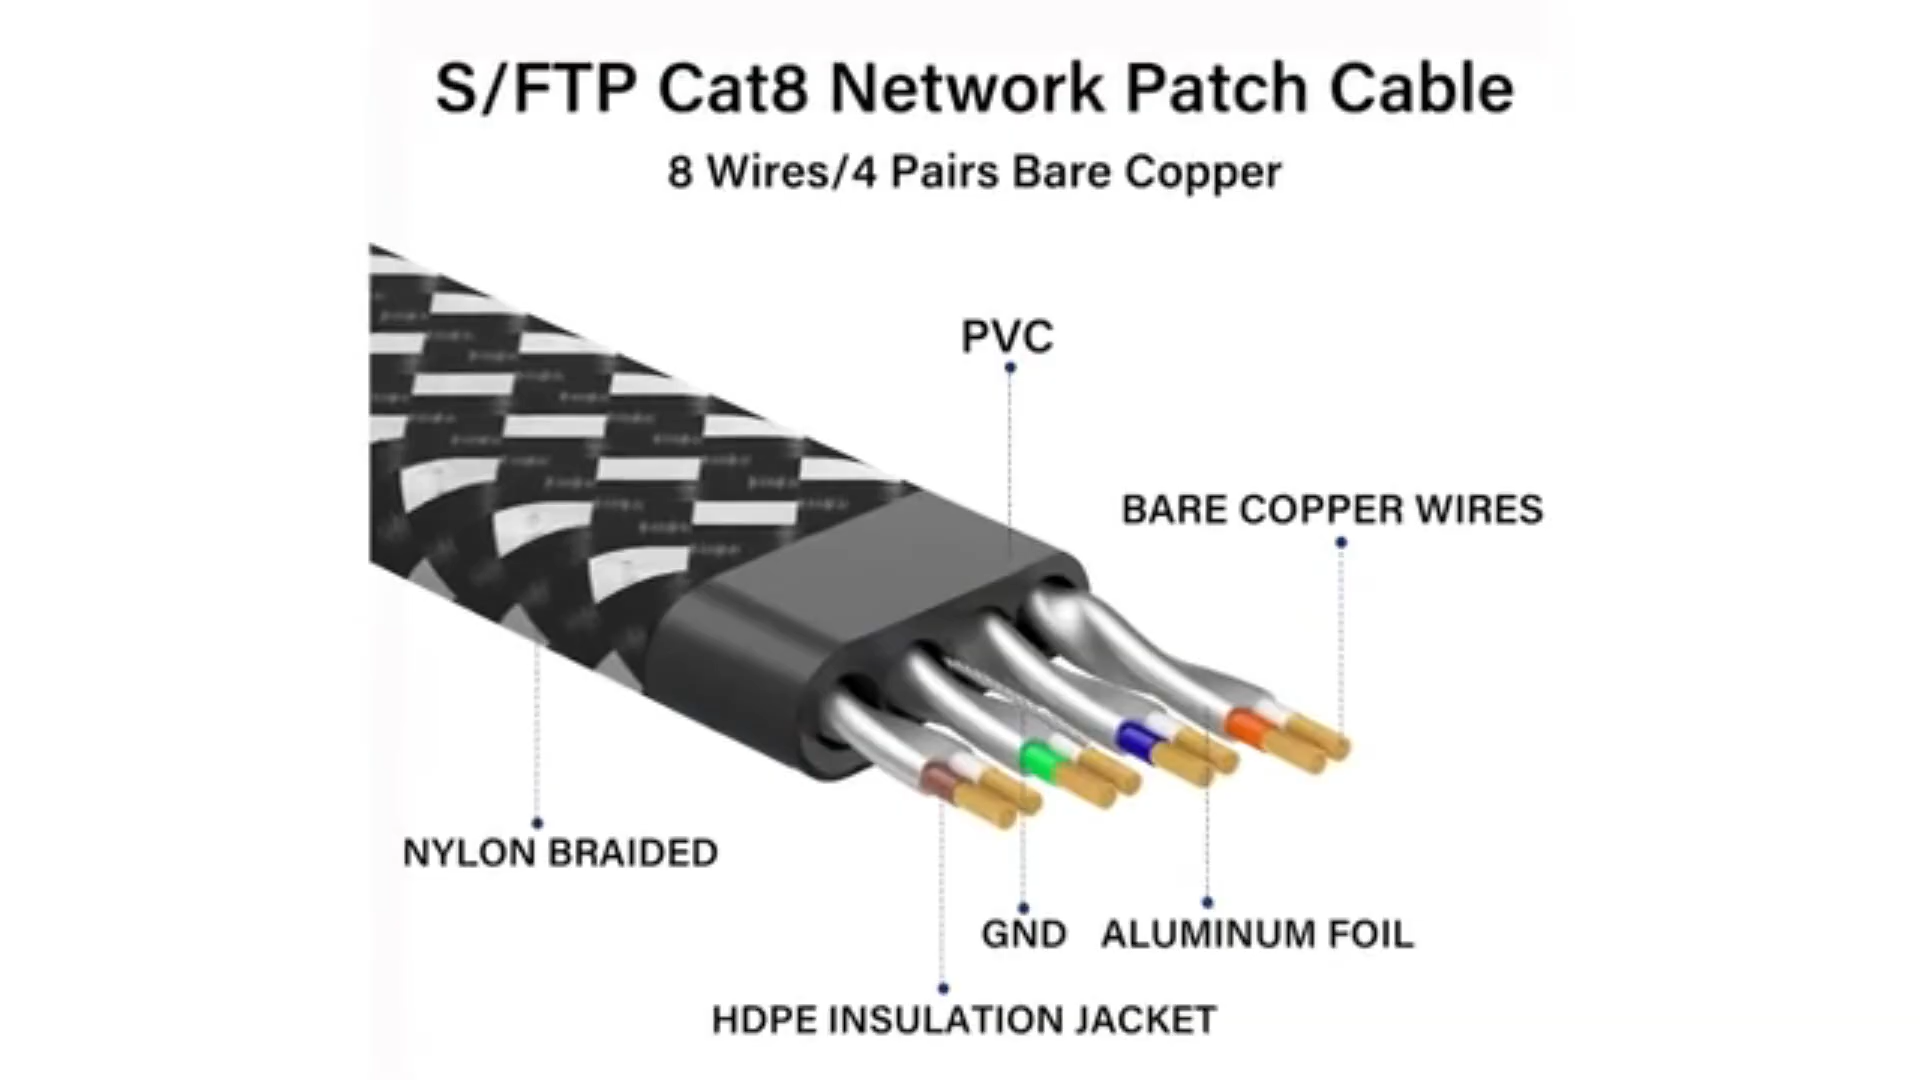 S/FTP Cat8 Network Patch Cable
8 Wires/4 Pairs Bare Copper
PVC
BARE COPPER WIRES
NYLON BRAIDED
GND
ALUMINUM FOIL
HDPE INSULATION JACKET